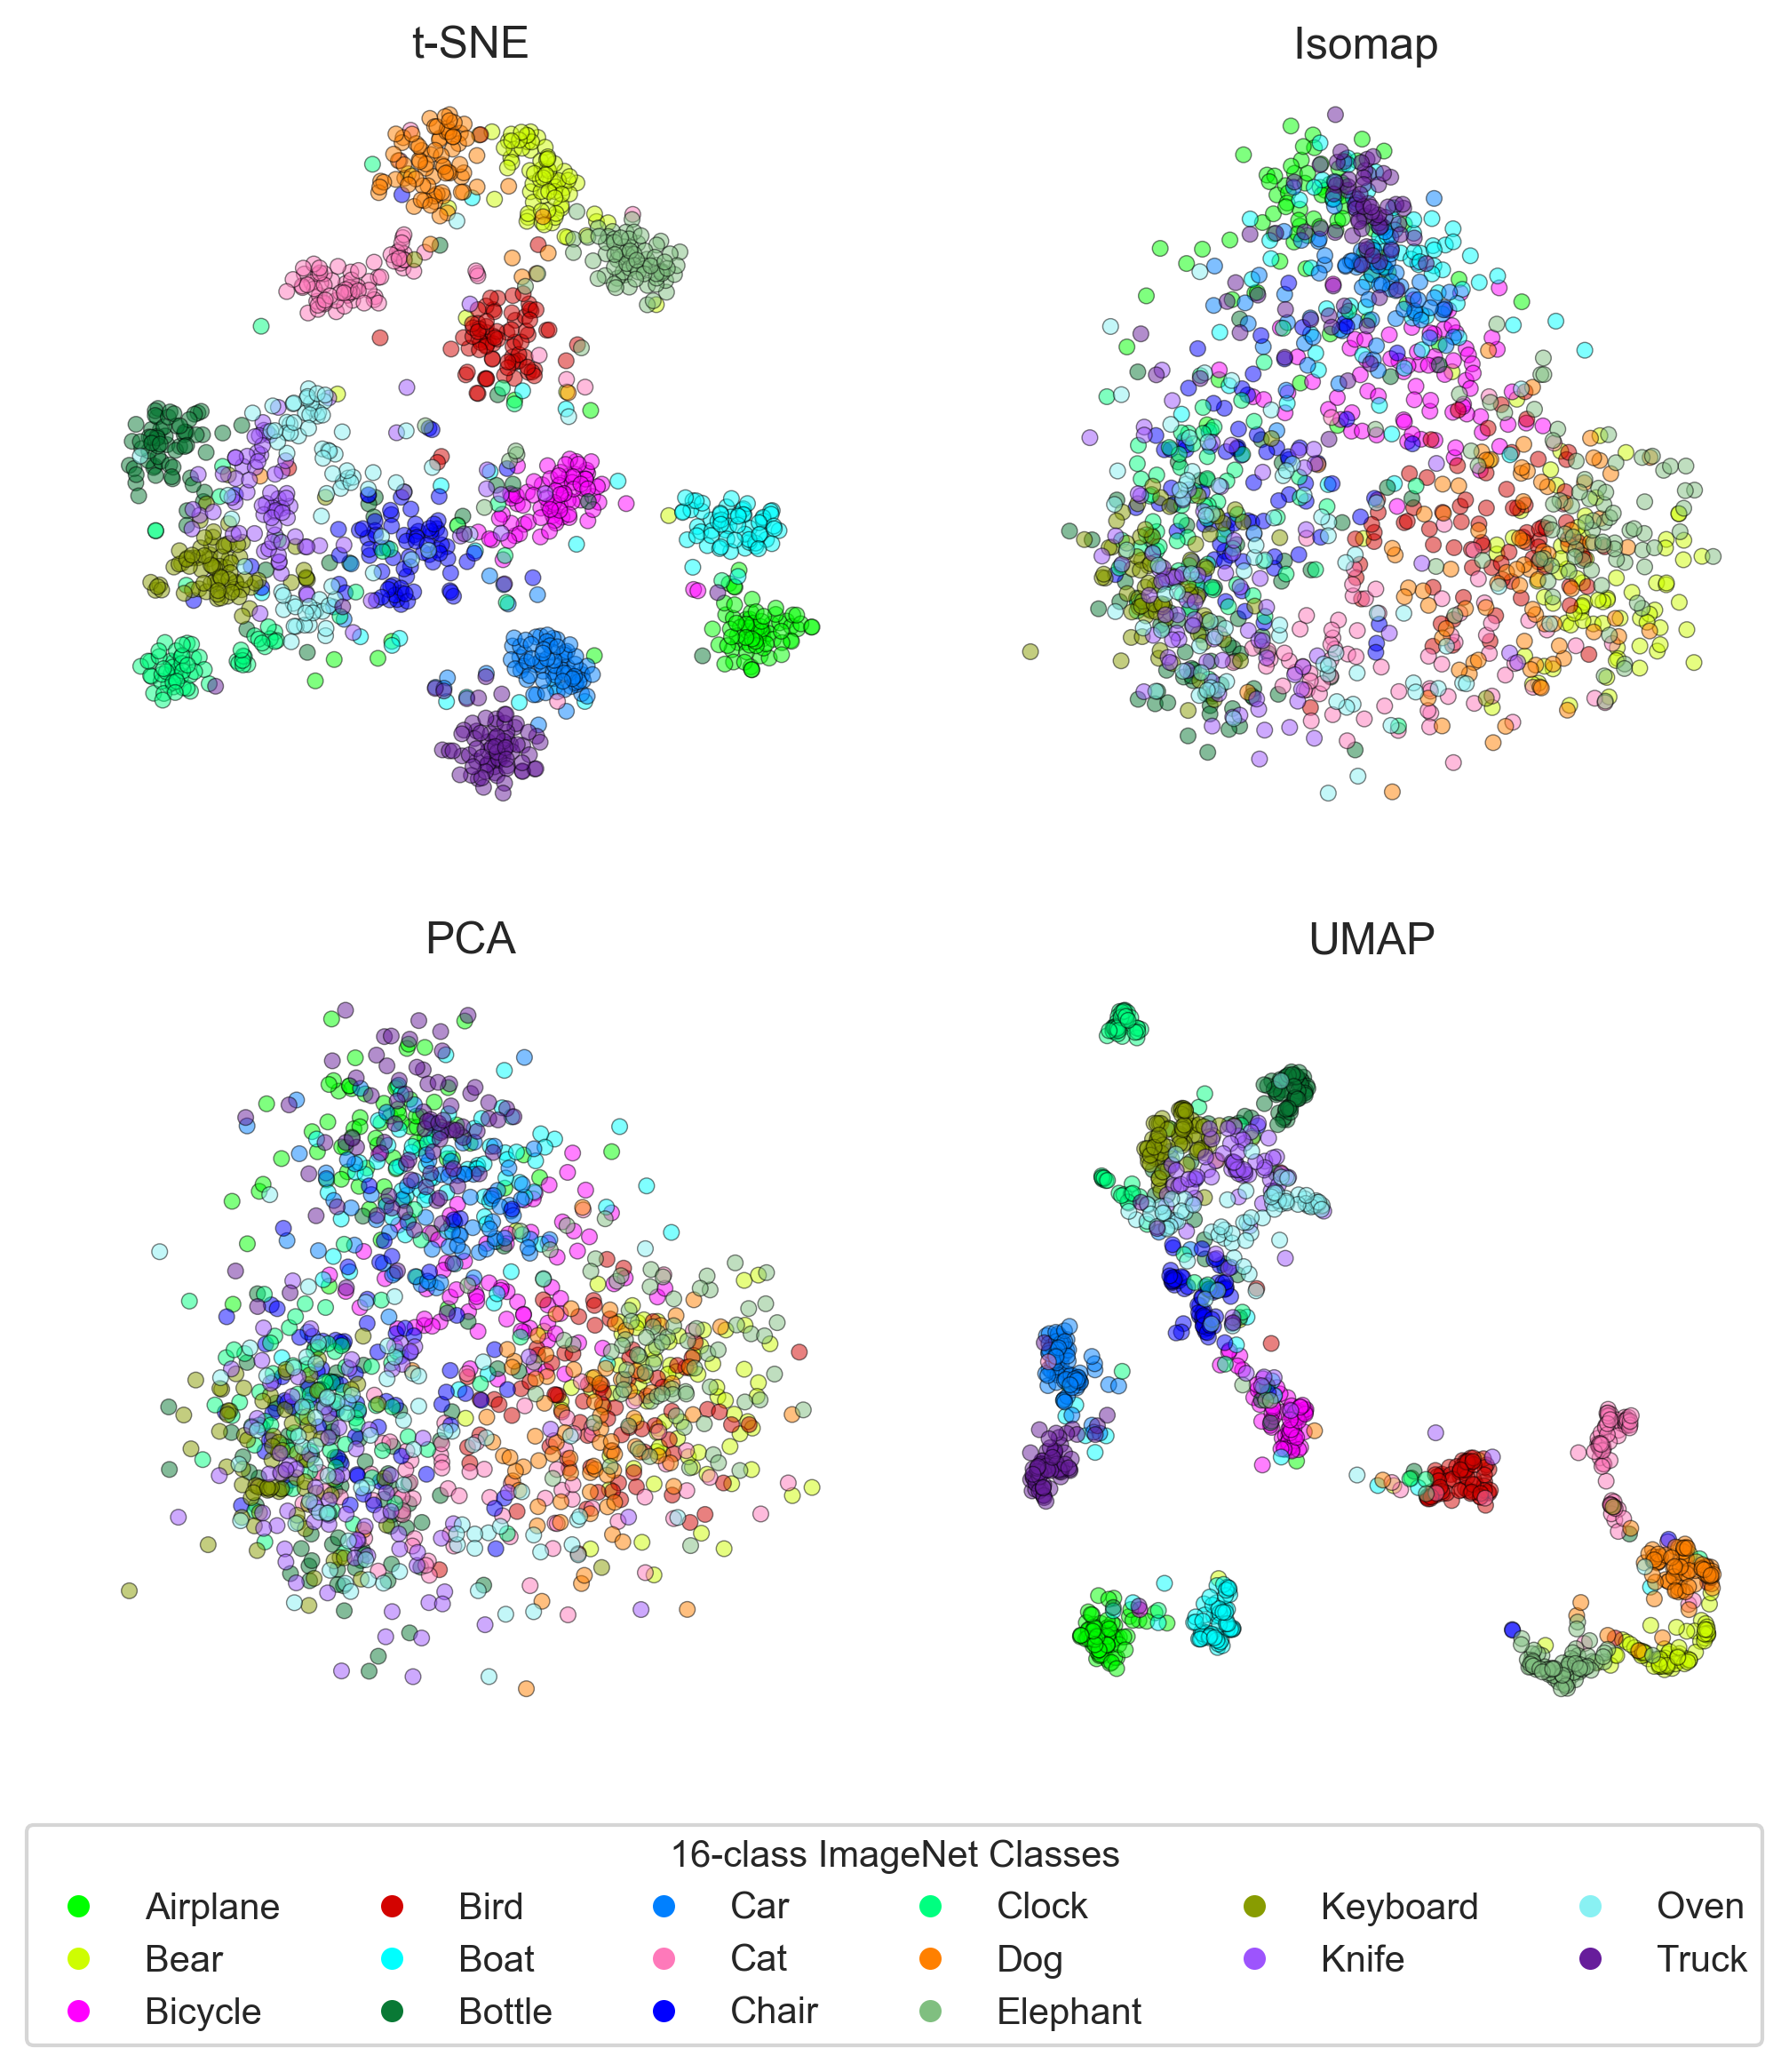 t-SNE
Isomap
PCA
UMAP
16-class ImageNet Classes
Airplane
Bear
Bicycle
Bird
Boat
Bottle
Car
Cat
Chair
Clock
Dog
Elephant
Keyboard
Knife
Oven
Truck